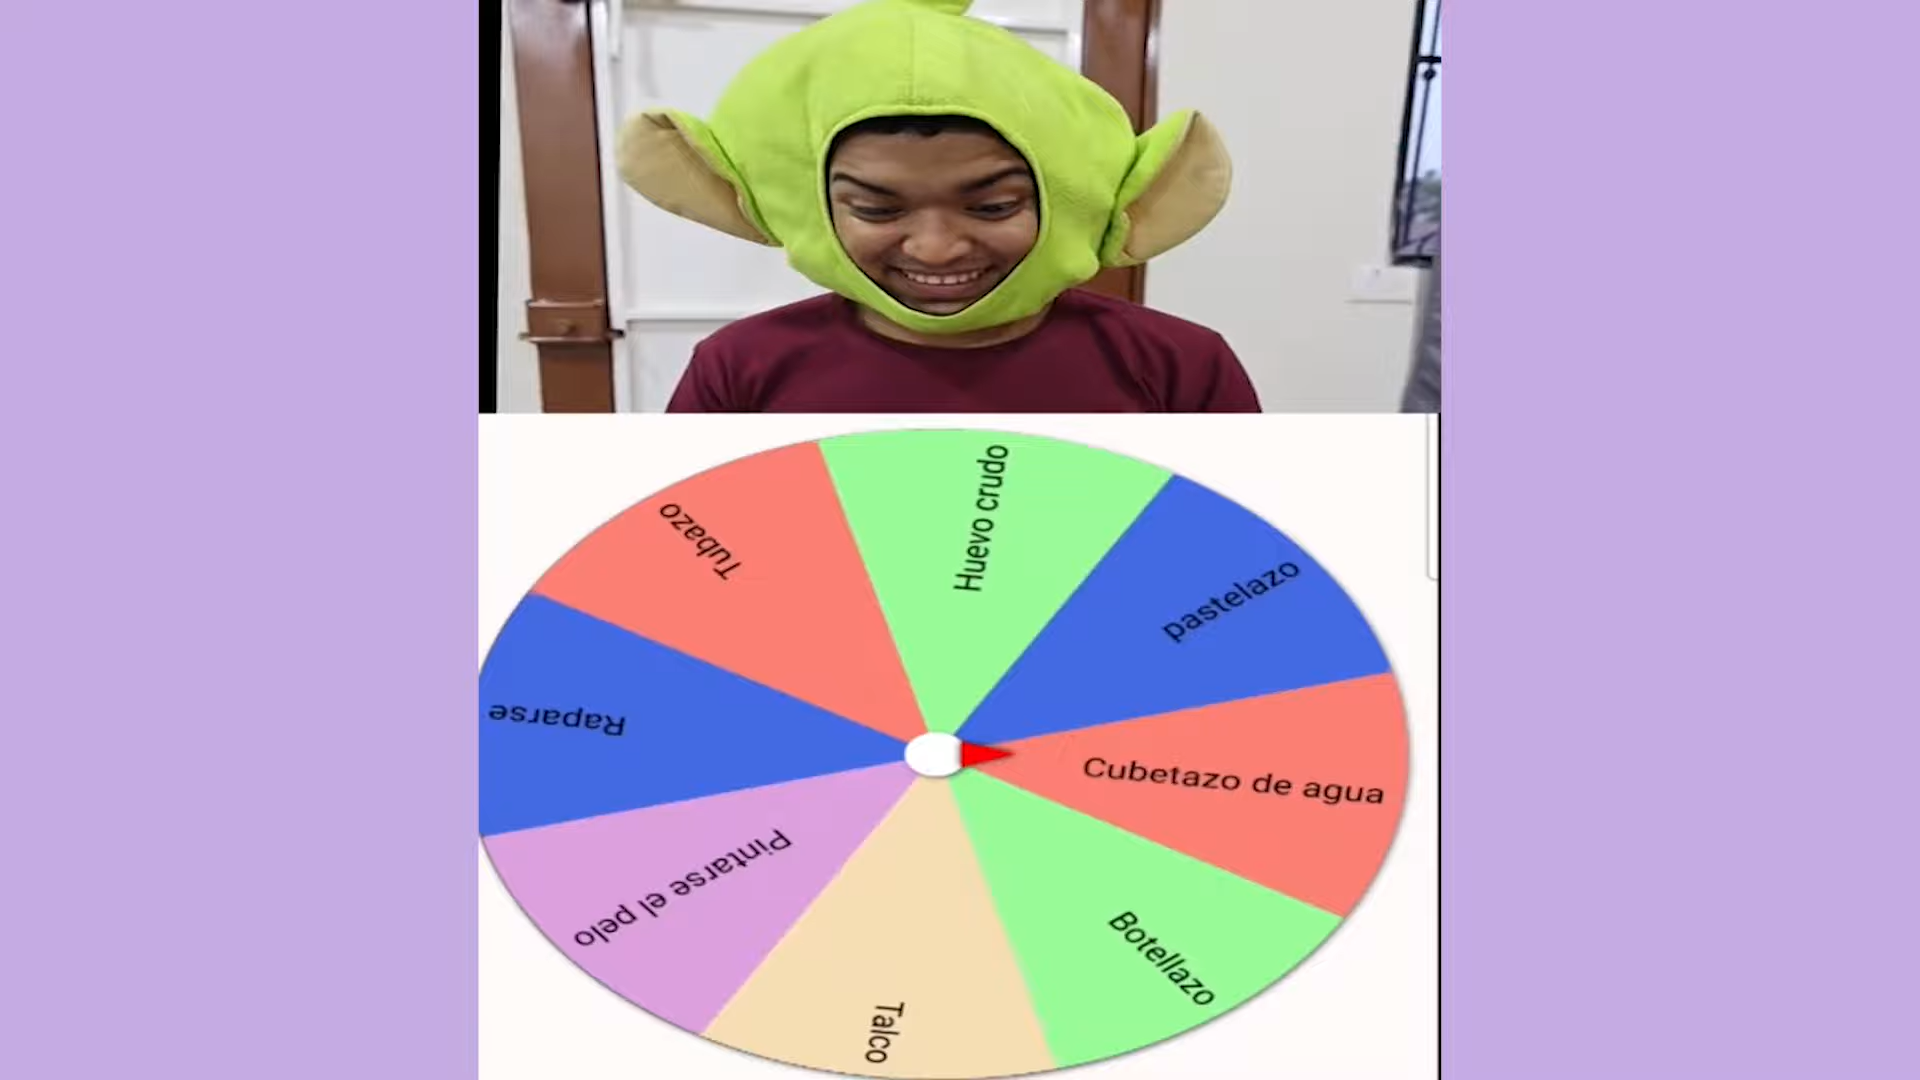 Huevo crudo
pastelazo
Cubetazo de agua
Botellazo
Talco
Pintarse el pelo
Raparse
Tubazo